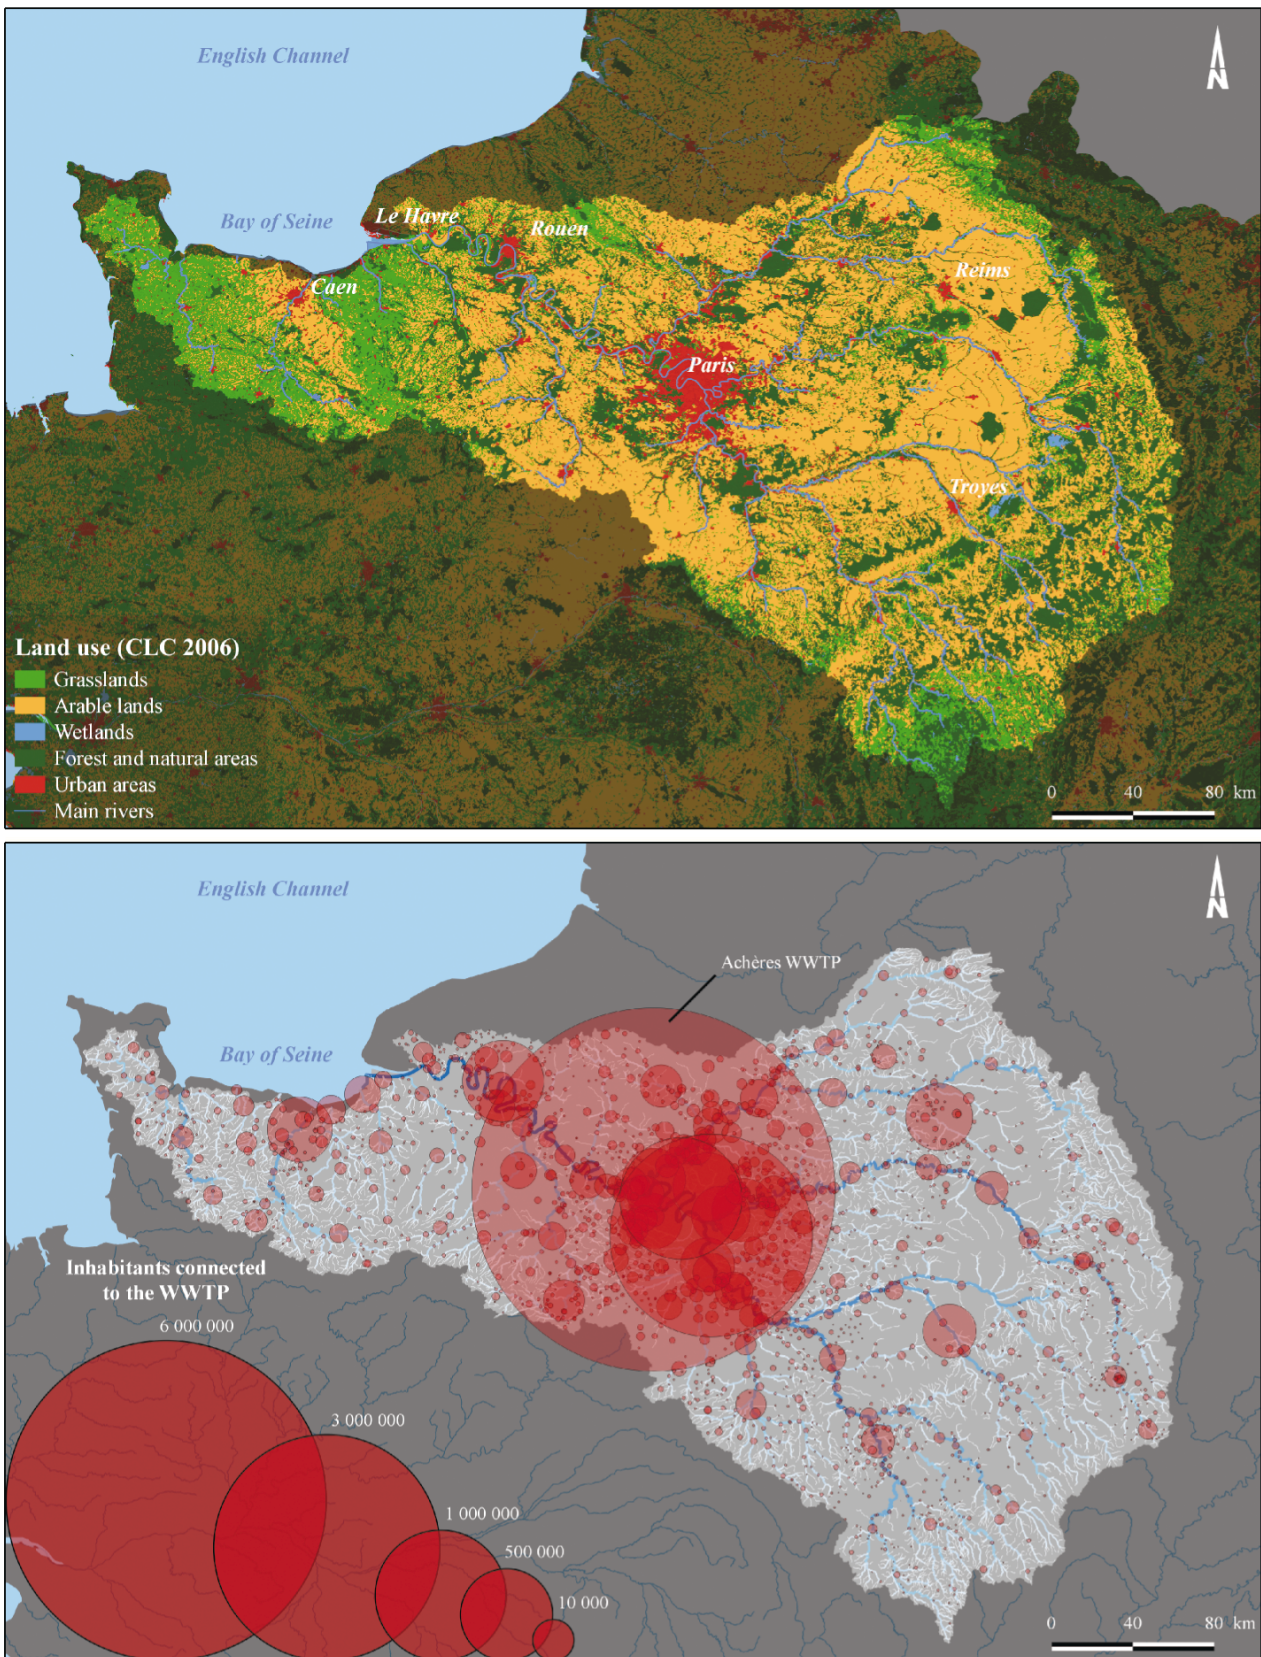 English Channel
N
Bay of Seine
Le Havre
Rouen
Caen
Reims
Paris
Troyes
Land use (CLC 2006)
Grasslands
Arable lands
Wetlands
Forest and natural areas
Urban areas
Main rivers
0 40 80 km
English Channel
N
Achères WWTP
Bay of Seine
Inhabitants connected
to the WWTP
6 000 000
3 000 000
1 000 000
500 000
10 000
0 40 80 km